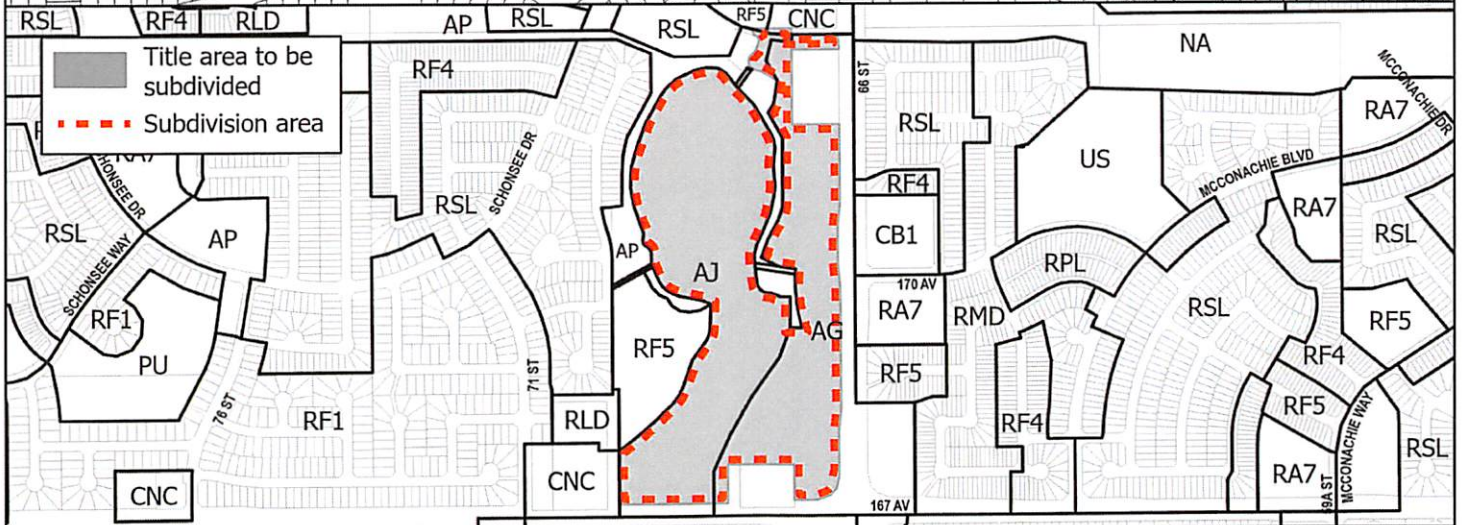 RSL
RF4
RLD
AP
RSL
RSL
RF5
CNC
Title area to be
subdivided
Subdivision area
RF4
66 ST
NA
MCCONACHIE DR
RA7
RSL
US
MCCONACHIE BLVD
RA7
SCHONSEE DR
RSL
RF4
RA7
RSL
AP
RSL
SCHONSEE DR
AP
CB1
RPL
RSL
SCHONSEE WAY
AJ
170 AV
RF1
RA7
RMD
RSL
RF5
AG
PU
RF5
RF5
RF4
71 ST
76 ST
RF1
RLD
RF4
RF5
MCCONACHIE WAY
RSL
CNC
CNC
RA7
167 AV